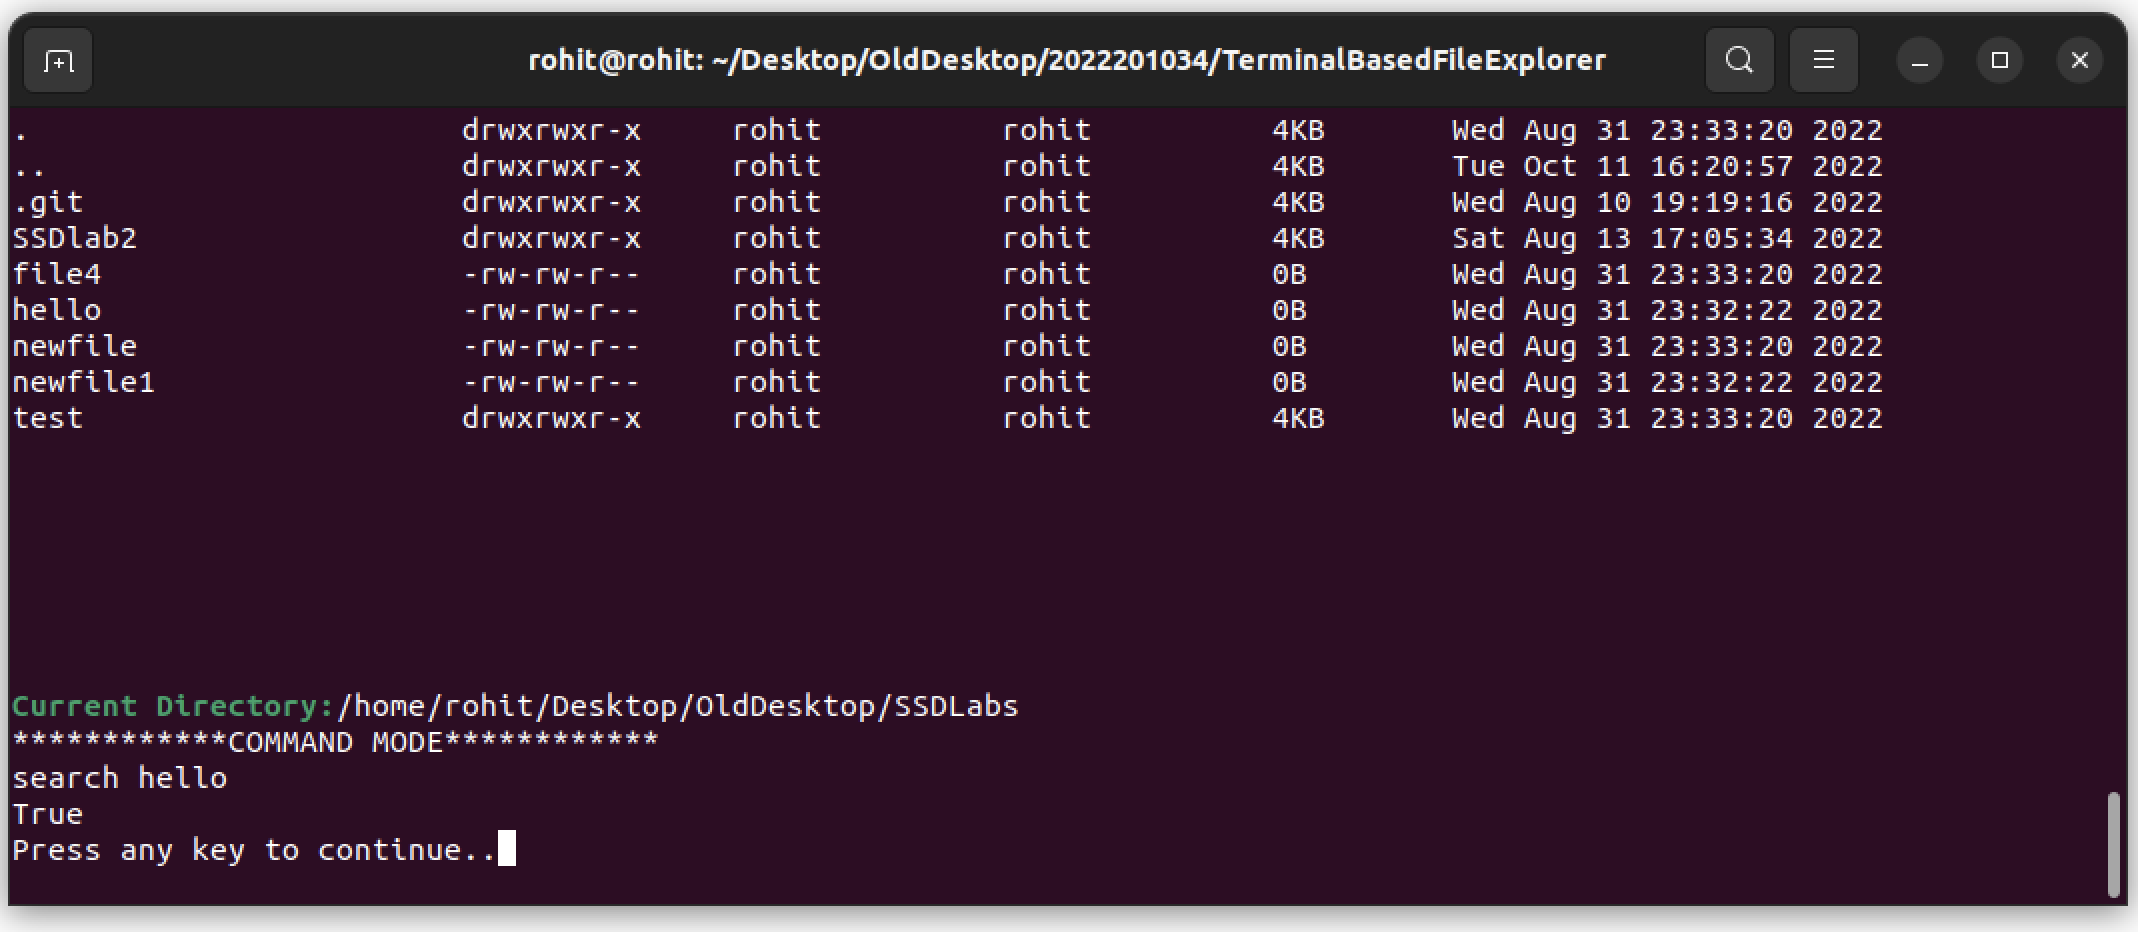 rohit@rohit: ~/Desktop/OldDesktop/2022201034/TerminalBasedFileExplorer
. drwxrwxr-x rohit rohit 4KB Wed Aug 31 23:33:20 2022
.. drwxrwxr-x rohit rohit 4KB Tue Oct 11 16:20:57 2022
.git drwxrwxr-x rohit rohit 4KB Wed Aug 10 19:19:16 2022
SSDlab2 drwxrwxr-x rohit rohit 4KB Sat Aug 13 17:05:34 2022
file4 -rw-rw-r-- rohit rohit 0B Wed Aug 31 23:33:20 2022
hello -rw-rw-r-- rohit rohit 0B Wed Aug 31 23:32:22 2022
newfile -rw-rw-r-- rohit rohit 0B Wed Aug 31 23:33:20 2022
newfile1 -rw-rw-r-- rohit rohit 0B Wed Aug 31 23:32:22 2022
test drwxrwxr-x rohit rohit 4KB Wed Aug 31 23:33:20 2022
Current Directory:/home/rohit/Desktop/OldDesktop/SSDLabs
************COMMAND MODE************
search hello
True
Press any key to continue..